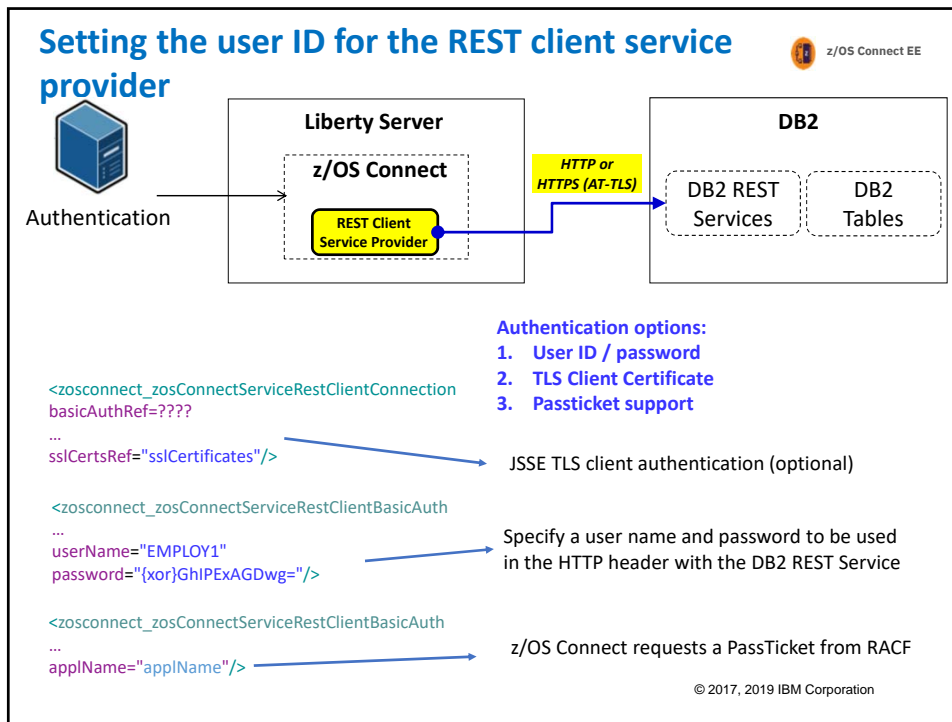 Setting the user ID for the REST client service
provider
z/OS Connect EE
Authentication
Liberty Server
z/OS Connect
REST Client
Service Provider
HTTP or
HTTPS (AT-TLS)
DB2
DB2 REST
Services
DB2
Tables
Authentication options:
1. User ID / password
2. TLS Client Certificate
3. Passticket support
<zosconnect_zosConnectServiceRestClientConnection
basicAuthRef=????
...
sslCertsRef="sslCertificates"/>
JSSE TLS client authentication (optional)
<zosconnect_zosConnectServiceRestClientBasicAuth
...
userName="EMPLOY1"
password="{xor}GhIPExAGDwg="/>
Specify a user name and password to be used
in the HTTP header with the DB2 REST Service
<zosconnect_zosConnectServiceRestClientBasicAuth
...
applName="applName"/>
z/OS Connect requests a PassTicket from RACF
© 2017, 2019 IBM Corporation